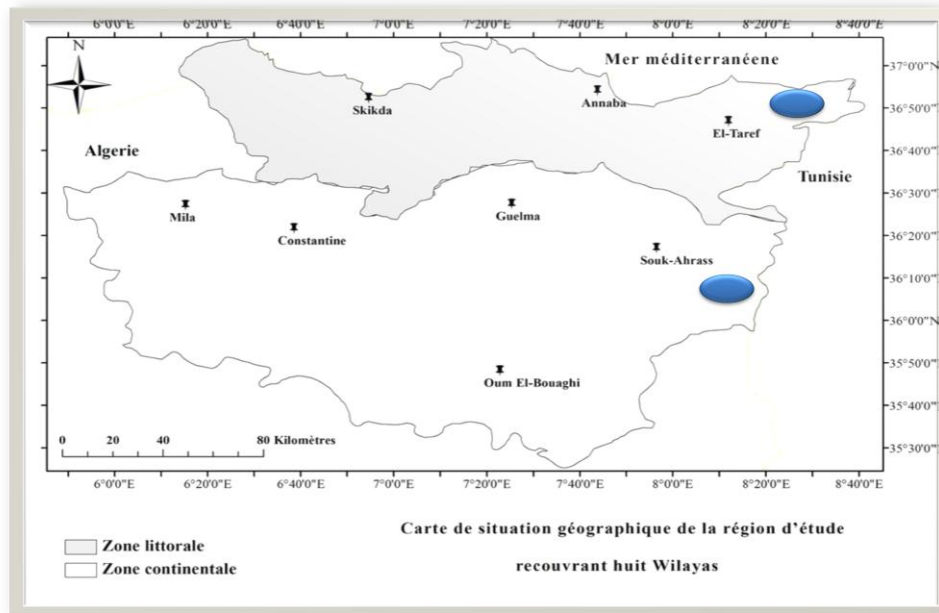 6°0'0"E 6°20'0"E 6°40'0"E 7°0'0"E 7°20'0"E 7°40'0"E 8°0'0"E 8°20'0"E 8°40'0"E
N
Mer méditerranéene
37°0'0"N
Skikda
Annaba
36°50'0"
El-Taref
Algerie
36°40'0"
Tunisie
36°30'0"
Mila
Guelma
Constantine
36°20'0"
Souk-Ahrass
36°10'0"
36°0'0"N
35°50'0"
Oum El-Bouaghi
35°40'0"
0 20 40 80 Kilomètres
35°30'0"
6°0'0"E 6°20'0"E 6°40'0"E 7°0'0"E 7°20'0"E 7°40'0"E 8°0'0"E 8°20'0"E 8°40'0"E
Carte de situation géographique de la région d'étude
recouvrant huit Wilayas
Zone littorale
Zone continentale